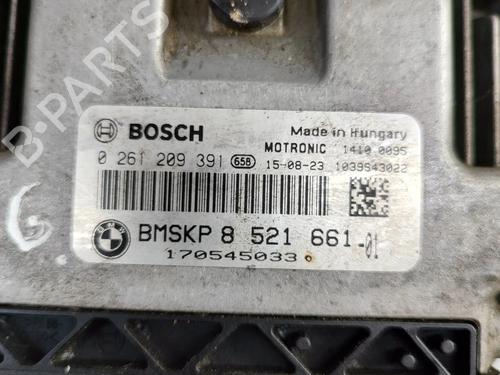 B-PARTS
BOSCH
Made in Hungary
MOTRONIC 1410 0095
0 261 209 391 658 15-08-23 1039S43022
G.
BMSKP 8 521 661-01
170545033